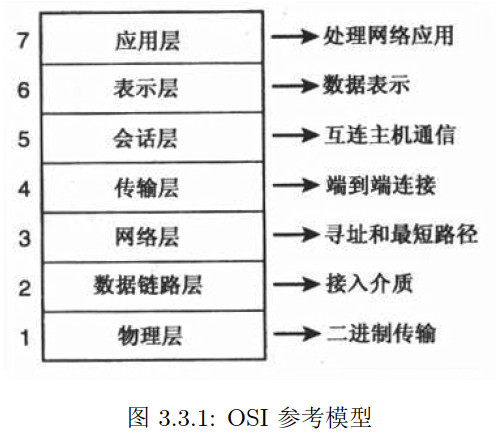 7 应用层 处理网络应用
6 表示层 数据表示
5 会话层 互连主机通信
4 传输层 端到端连接
3 网络层 寻址和最短路径
2 数据链路层 接入介质
1 物理层 二进制传输
图 3.3.1: OSI 参考模型